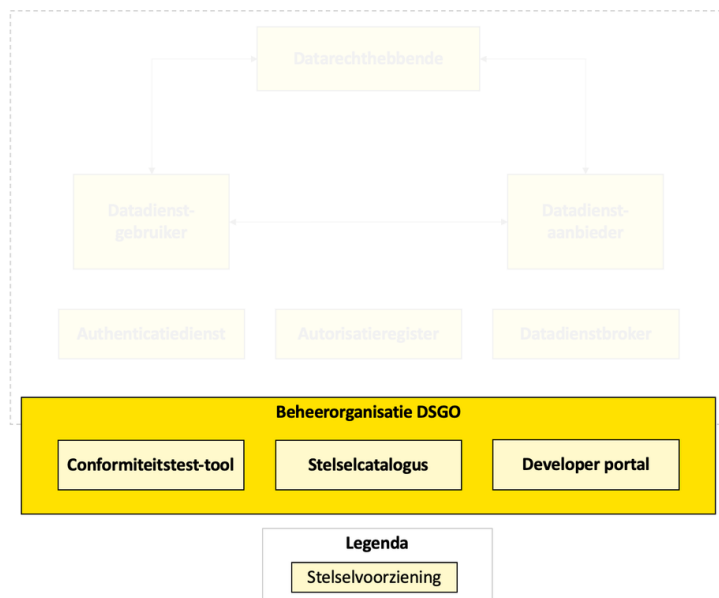 Datarechthebbende
Datadienst-
gebruiker
Datadienst-
aanbieder
Authenticatiedienst
Autorisatieregister
Datadienstbroker
Beheerorganisatie DSGO
Conformiteitstest-tool
Stelselcatalogus
Developer portal
Legenda
Stelselvoorziening